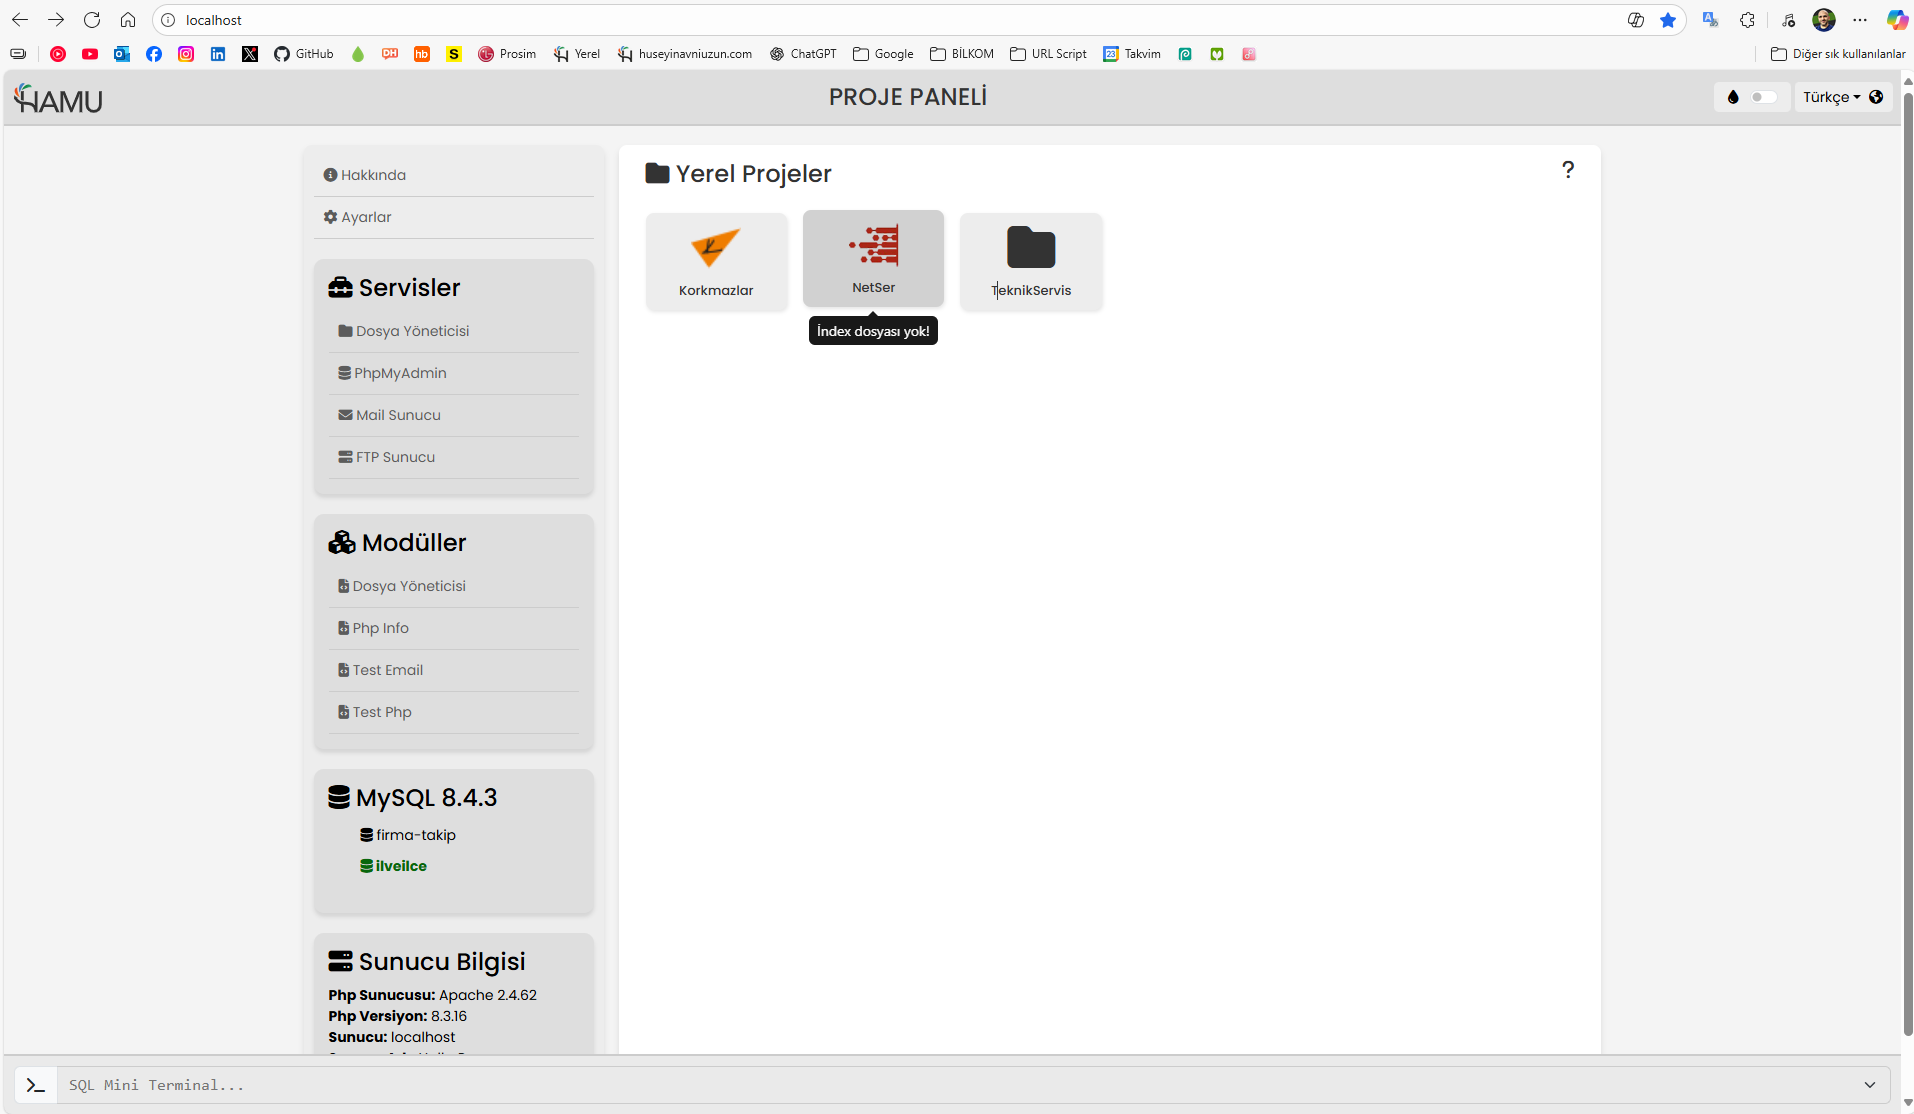 localhost
GitHub
DH
hb
S
Prosim
Yerel
huseyinavniuzun.com
ChatGPT
Google
BİLKOM
URL Script
23
Takvim
Diğer sık kullanılanlar
HAMU
PROJE PANELİ
Türkçe
Hakkında
Ayarlar
Servisler
Dosya Yöneticisi
PhpMyAdmin
Mail Sunucu
FTP Sunucu
Modüller
Dosya Yöneticisi
Php Info
Test Email
Test Php
MySQL 8.4.3
firma-takip
ilveilce
Sunucu Bilgisi
Php Sunucusu: Apache 2.4.62
Php Versiyon: 8.3.16
Sunucu: localhost
Yerel Projeler
?
Korkmazlar
NetSer
TeknikServis
İndex dosyası yok!
SQL Mini Terminal...